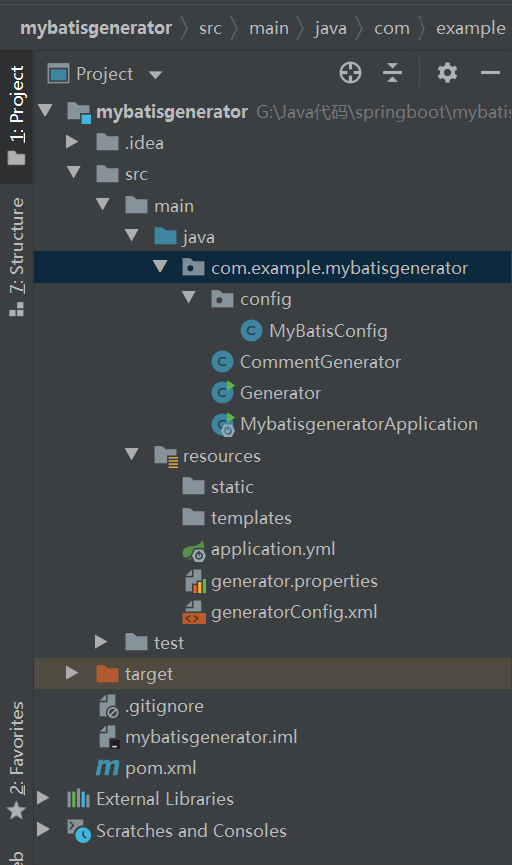 mybatisgenerator src main java com example
Project
mybatisgenerator G:\Java代码\springboot\mybatis
.idea
src
main
java
com.example.mybatisgenerator
config
MyBatisConfig
CommentGenerator
Generator
MybatisgeneratorApplication
resources
static
templates
application.yml
generator.properties
generatorConfig.xml
test
target
.gitignore
mybatisgenerator.iml
pom.xml
External Libraries
Scratches and Consoles
1: Project
7: Structure
2: Favorites